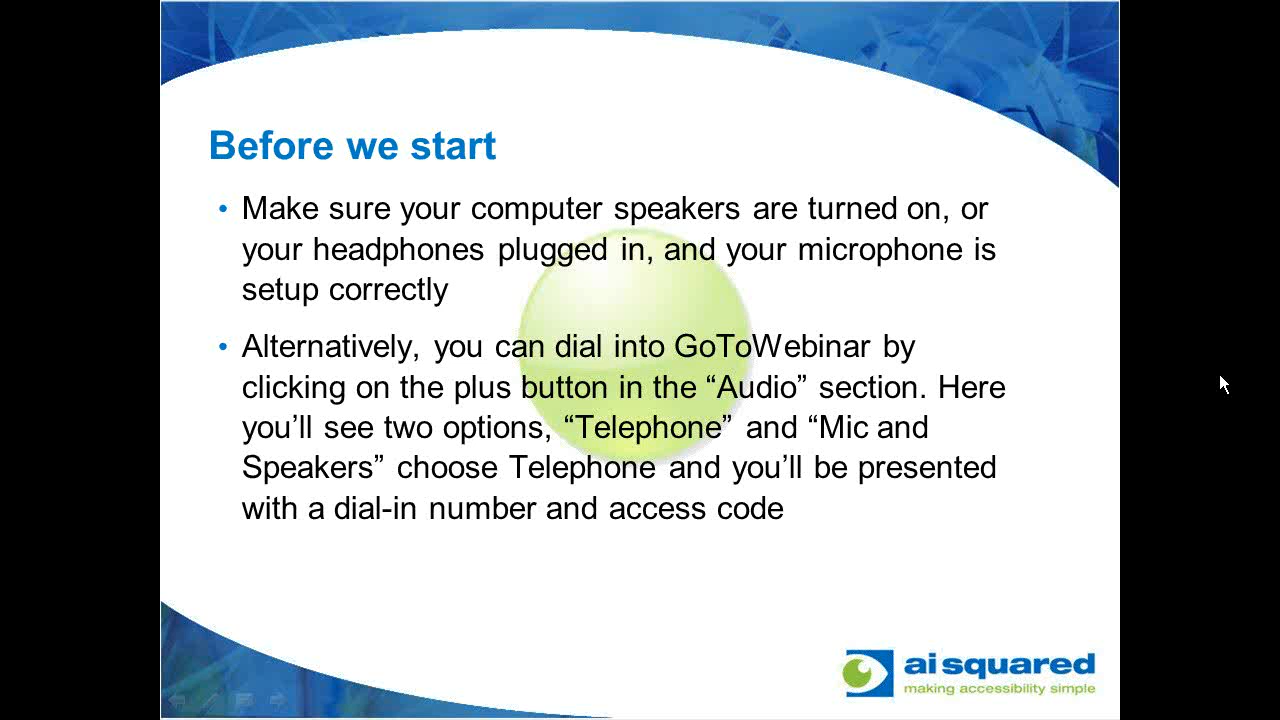 Before we start
• Make sure your computer speakers are turned on, or
your headphones plugged in, and your microphone is
setup correctly
• Alternatively, you can dial into GoToWebinar by
clicking on the plus button in the “Audio” section. Here
you’ll see two options, “Telephone” and “Mic and
Speakers” choose Telephone and you’ll be presented
with a dial-in number and access code
ai squared
making accessibility simple